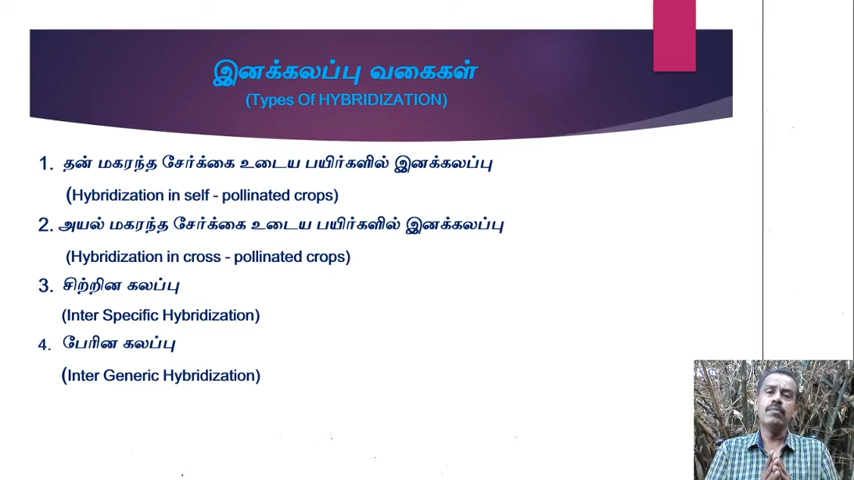 இனக்கலப்பு வகைகள்
(Types Of HYBRIDIZATION)
1. தன் மகரந்த சேர்க்கை உடைய பயிர்களில் இனக்கலப்பு
(Hybridization in self - pollinated crops)
2. அயல் மகரந்த சேர்க்கை உடைய பயிர்களில் இனக்கலப்பு
(Hybridization in cross - pollinated crops)
3. சிற்றின கலப்பு
(Inter Specific Hybridization)
4. பேரின கலப்பு
(Inter Generic Hybridization)